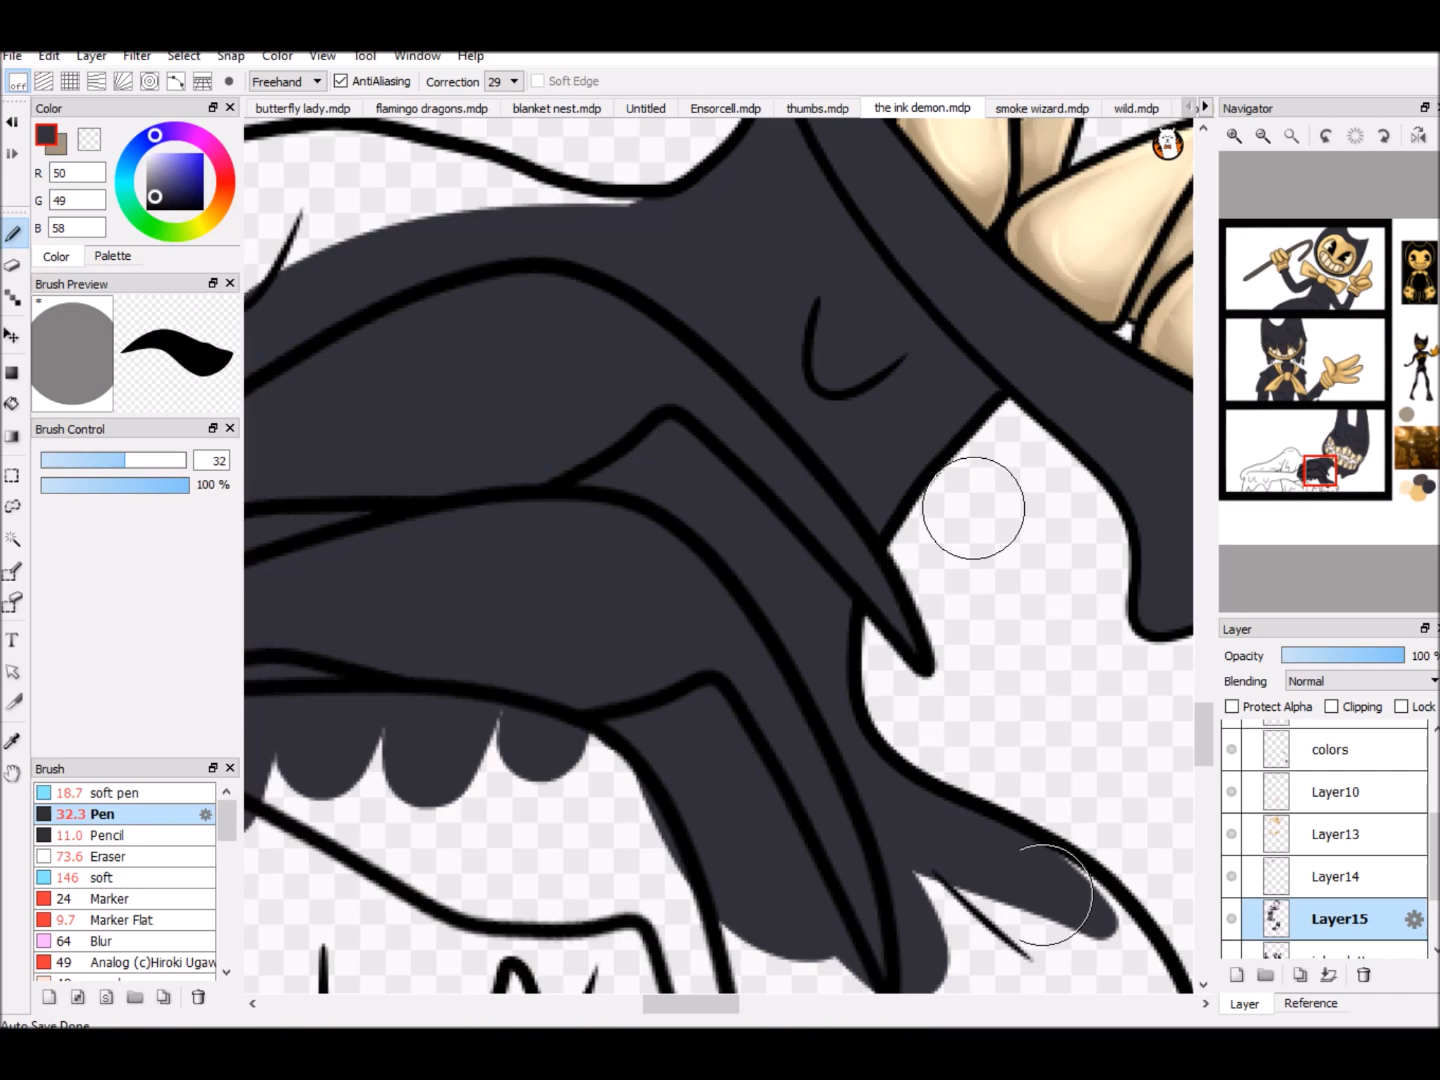 File Edit Layer Filter Select Snap Color View Tool Window Help
off Freehand AntiAliasing Correction 29 Soft Edge
Color
butterfly lady.mdp flamingo dragons.mdp blanket nest.mdp Untitled Ensorcell.mdp thumbs.mdp the ink demon.mdp smoke wizard.mdp wild.mdp
Navigator
R 50
G 49
B 58
Color Palette
Brush Preview
*
Brush Control
32
100 %
Brush
18.7 soft pen
32.3 Pen
11.0 Pencil
73.6 Eraser
146 soft
24 Marker
9.7 Marker Flat
64 Blur
49 Analog (c)Hiroki Ugaw
T
Layer
Opacity 100 %
Blending Normal
Protect Alpha Clipping Lock
colors
Layer10
Layer13
Layer14
Layer15
Layer Reference
Auto Save Done